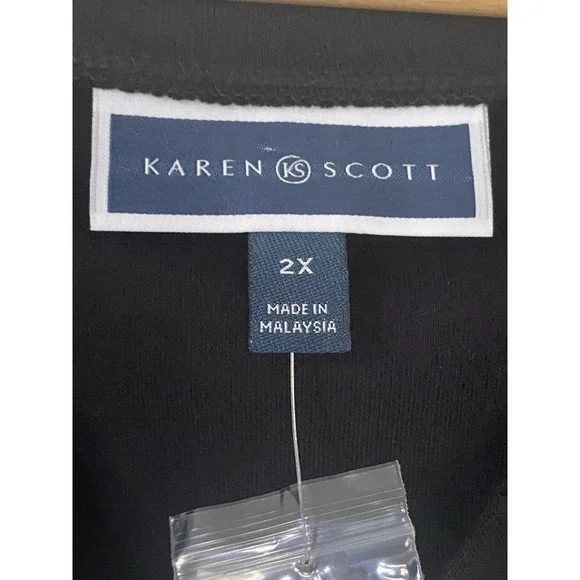 KAREN KS SCOTT
2X
MADE IN
MALAYSIA